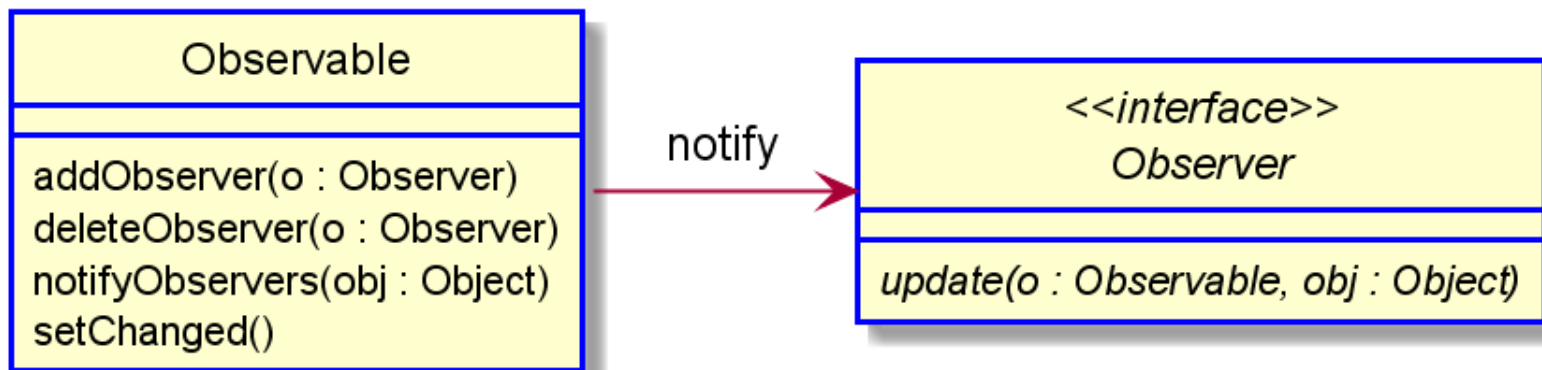 Observable
addObserver(o : Observer)
deleteObserver(o : Observer)
notifyObservers(obj : Object)
setChanged()
notify
<<interface>>
Observer
update(o : Observable, obj : Object)